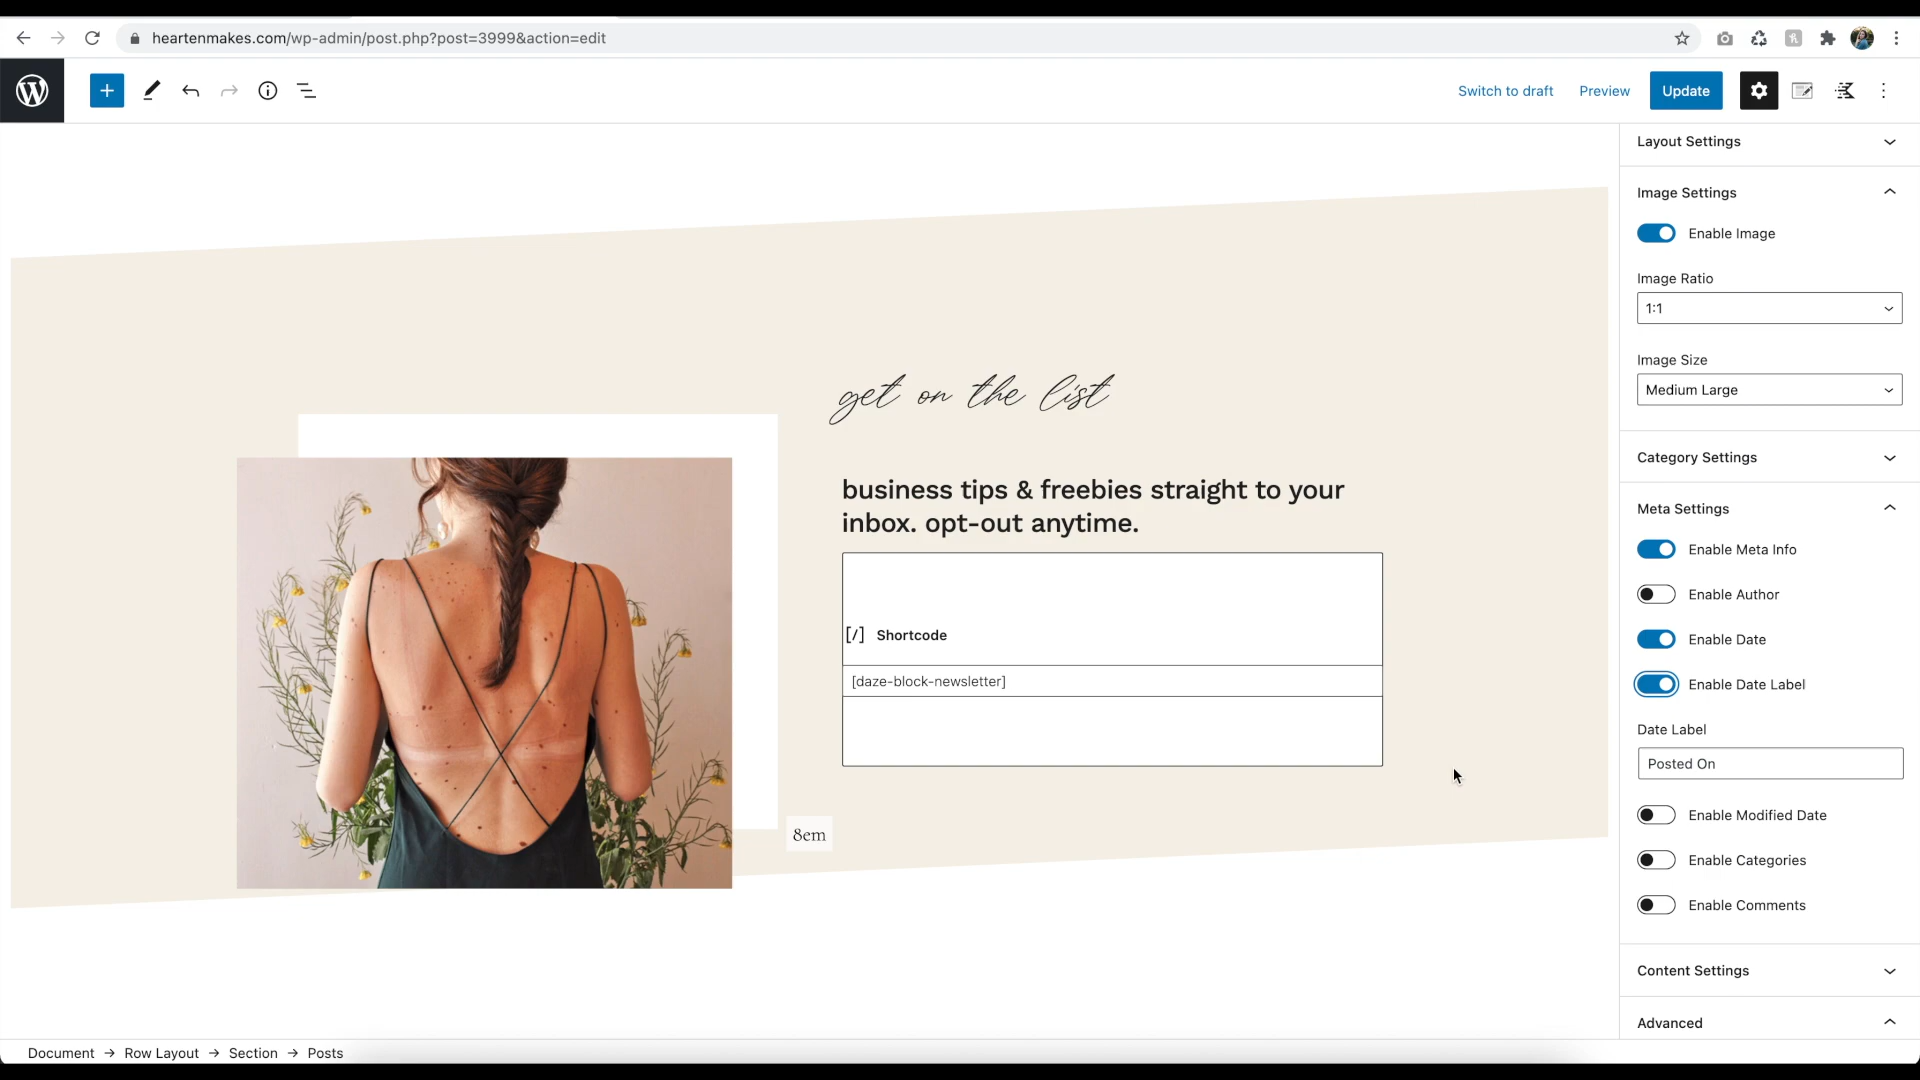 heartenmakes.com/wp-admin/post.php?post=3999&action=edit
Switch to draft
Preview
Update
Layout Settings
Image Settings
Enable Image
Image Ratio
1:1
Image Size
Medium Large
Category Settings
Meta Settings
Enable Meta Info
Enable Author
Enable Date
Enable Date Label
Date Label
Posted On
Enable Modified Date
Enable Categories
Enable Comments
Content Settings
Advanced
get on the list
business tips & freebies straight to your
inbox. opt-out anytime.
[/] Shortcode
[daze-block-newsletter]
8em
Document → Row Layout → Section → Posts